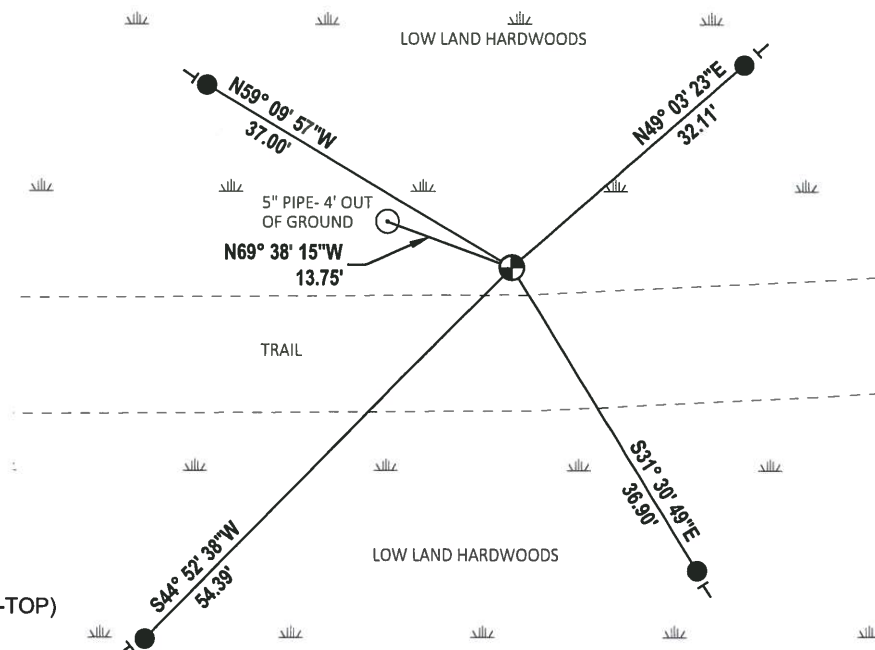 LOW LAND HARDWOODS
N59° 09' 57"W
37.00'
N49° 03' 23"E
32.11'
5" PIPE- 4' OUT
OF GROUND
N69° 38' 15"W
13.75'
TRAIL
S31° 30' 49"E
36.90'
S44° 52' 38"W
54.39'
LOW LAND HARDWOODS
-TOP)